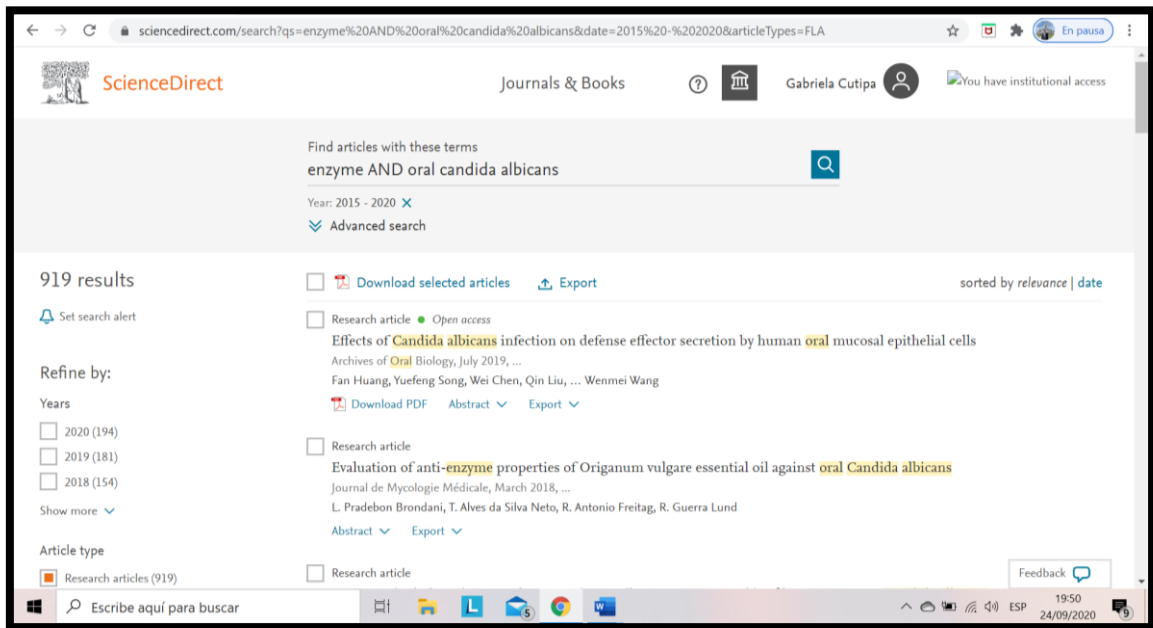 sciencedirect.com/search?qs=enzyme%20AND%20oral%20candida%20albicans&date=2015%20-%202020&articleTypes=FLA
En pausa
ScienceDirect
Journals & Books
?
Gabriela Cutipa
You have institutional access
Find articles with these terms
enzyme AND oral candida albicans
Year: 2015 - 2020 ×
Advanced search
919 results
Download selected articles
Export
sorted by relevance | date
Set search alert
Refine by:
Years
2020 (194)
2019 (181)
2018 (154)
Show more
Article type
Research articles (919)
Research article ● Open access
Effects of Candida albicans infection on defense effector secretion by human oral mucosal epithelial cells
Archives of Oral Biology, July 2019, ...
Fan Huang, Yuefeng Song, Wei Chen, Qin Liu, ... Wenmei Wang
Download PDF Abstract Export
Research article
Evaluation of anti-enzyme properties of Origanum vulgare essential oil against oral Candida albicans
Journal de Mycologie Médicale, March 2018, ...
L. Pradebon Brondani, T. Alves da Silva Neto, R. Antonio Freitag, R. Guerra Lund
Abstract Export
Research article
Feedback
Escribe aquí para buscar
L
5
W
ESP
19:50
24/09/2020
9